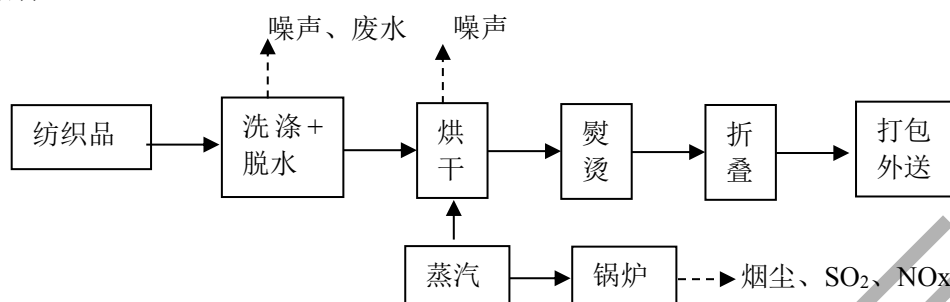 噪声、废水
噪声
纺织品
洗涤+
脱水
烘
干
熨
烫
折
叠
打包
外送
蒸汽
锅炉
烟尘、SO₂、NOx